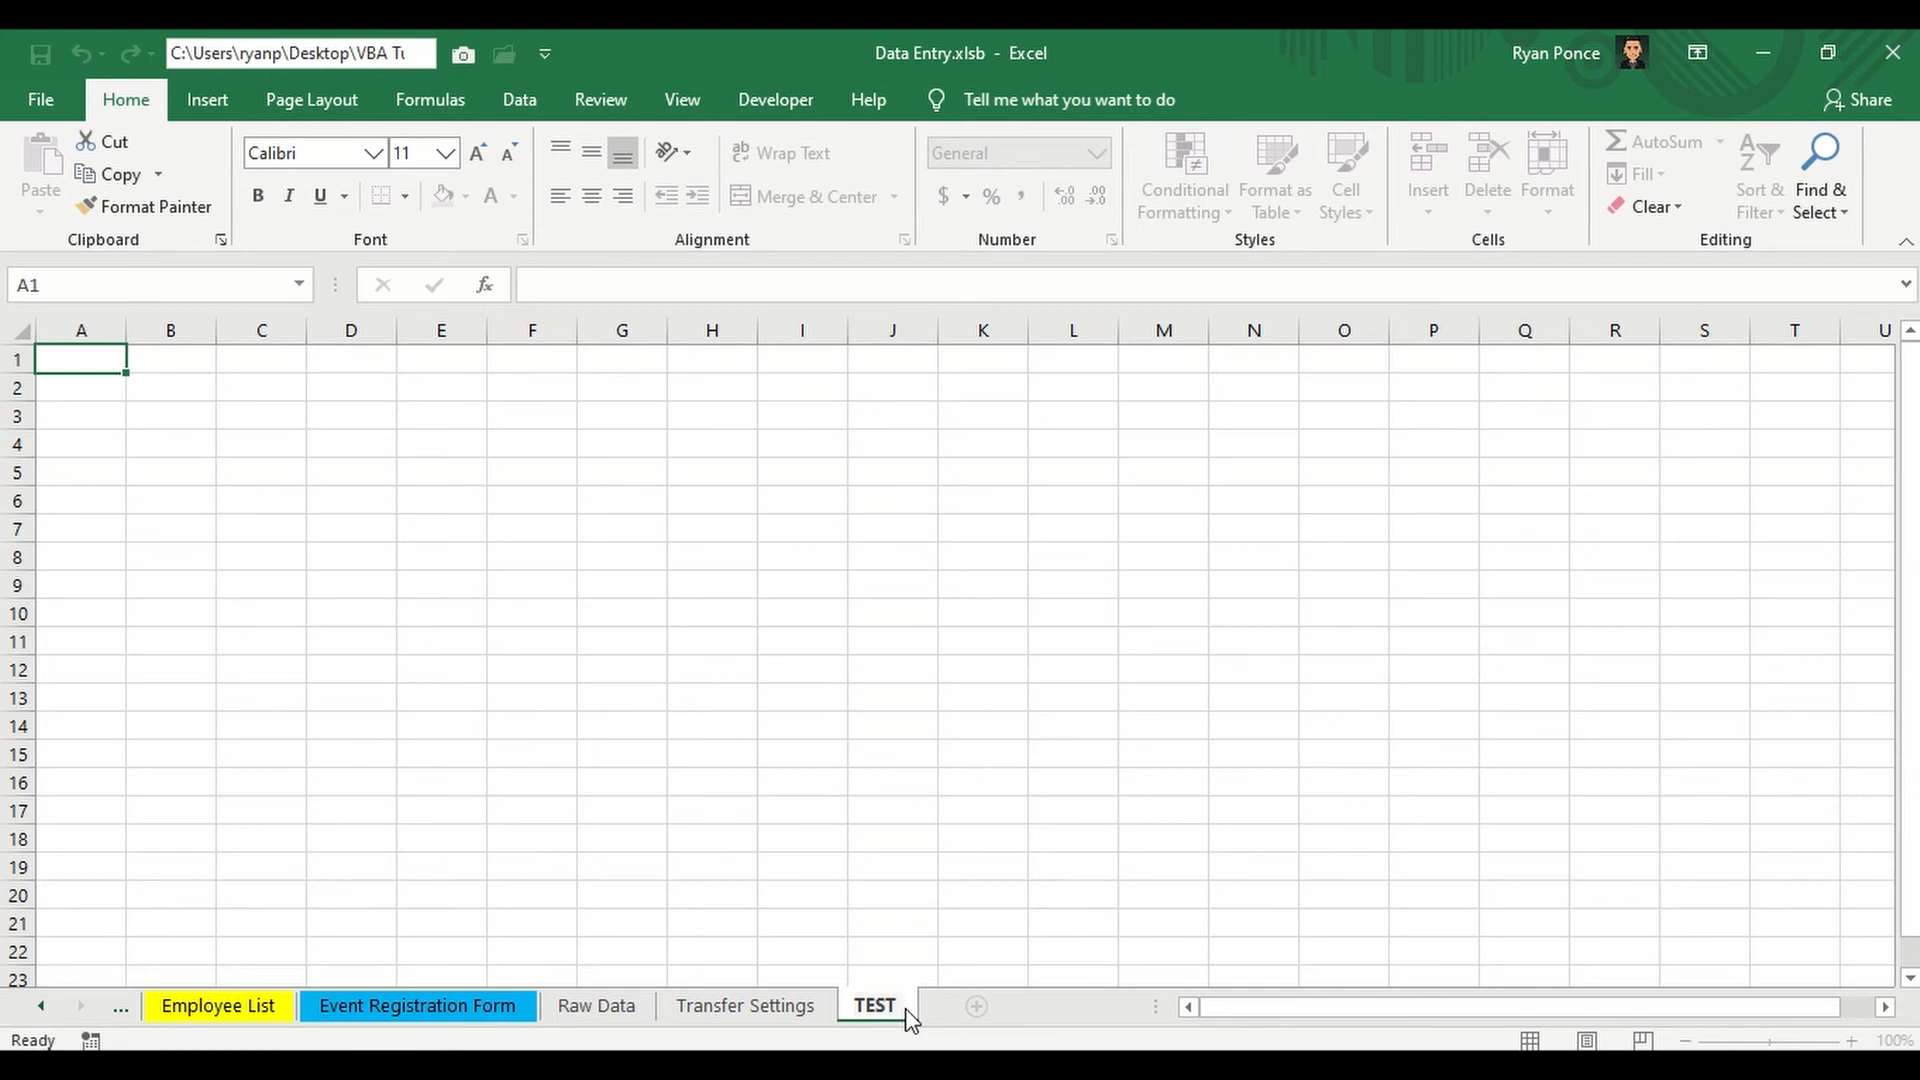 C:\Users\ryanp\Desktop\VBA Tu
Data Entry.xlsb - Excel
Ryan Ponce
File Home Insert Page Layout Formulas Data Review View Developer Help Tell me what you want to do Share
Paste
Cut
Copy
Format Painter
Clipboard
Calibri 11
B I U
Font
Wrap Text
Merge & Center
Alignment
General
$ % ,
Number
Conditional Formatting
Format as Table
Cell Styles
Styles
Insert Delete Format
Cells
AutoSum
Fill
Clear
Sort & Filter
Find & Select
Editing
A1
fx
A B C D E F G H I J K L M N O P Q R S T U
1
2
3
4
5
6
7
8
9
10
11
12
13
14
15
16
17
18
19
20
21
22
23
... Employee List Event Registration Form Raw Data Transfer Settings TEST
Ready
100%